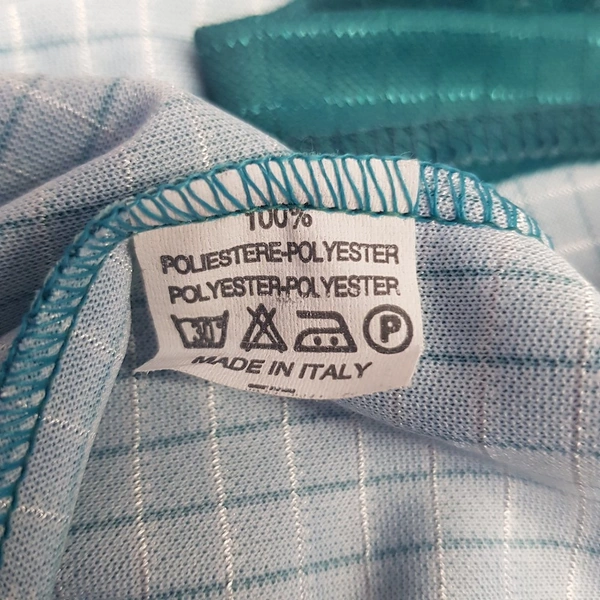 100%
POLIESTERE-POLYESTER
POLYESTER-POLYESTER
30° P
MADE IN ITALY